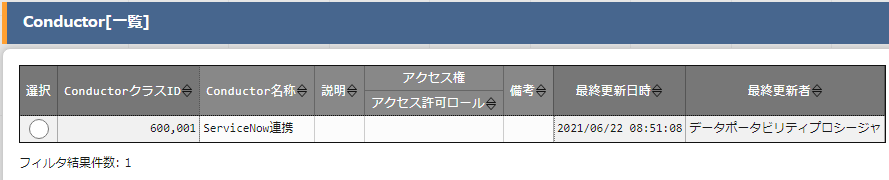 Conductor[一覧]
選択 ConductorクラスID Conductor名称 説明 アクセス権 備考 最終更新日時 最終更新者
アクセス許可ロール
600,001 ServiceNow連携 2021/06/22 08:51:08 データポータビリティプロシージャ
フィルタ結果件数: 1